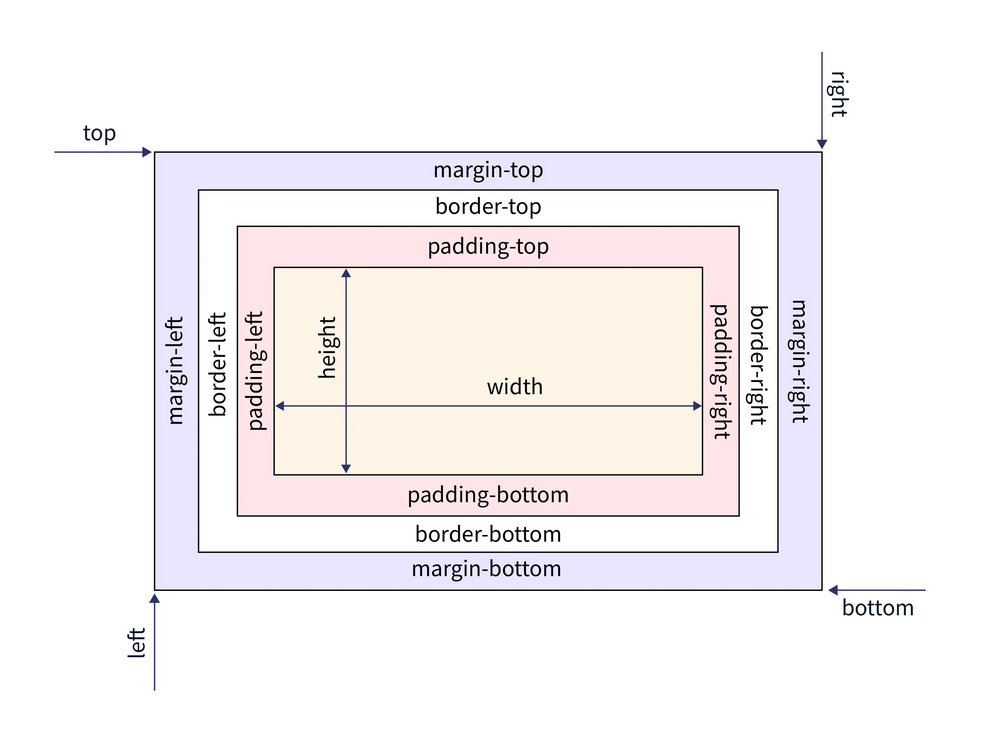 right
top
margin-top
border-top
padding-top
margin-left
border-left
padding-left
height
width
padding-right
border-right
margin-right
padding-bottom
border-bottom
margin-bottom
bottom
left